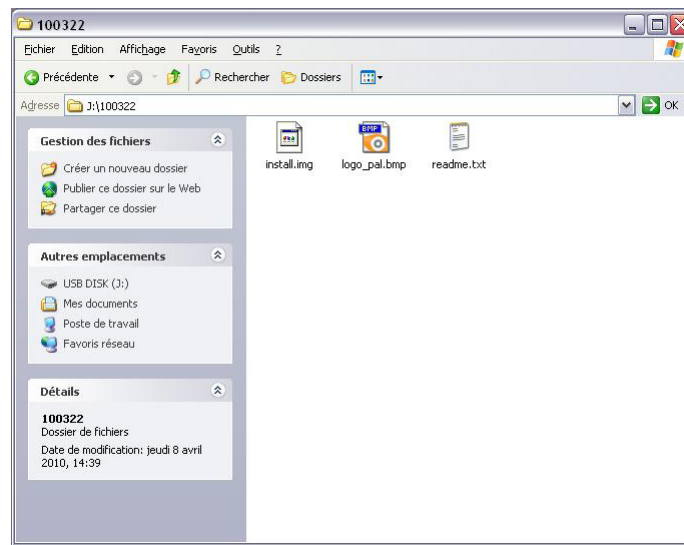 100322
Fichier Edition Affichage Favoris Outils ?
Précédente Rechercher Dossiers
Adresse J:\100322 OK
Gestion des fichiers
Créer un nouveau dossier
Publier ce dossier sur le Web
Partager ce dossier
Autres emplacements
USB DISK (J:)
Mes documents
Poste de travail
Favoris réseau
Détails
100322
Dossier de fichiers
Date de modification: jeudi 8 avril
2010, 14:39
BMP
install.img logo_pal.bmp readme.txt